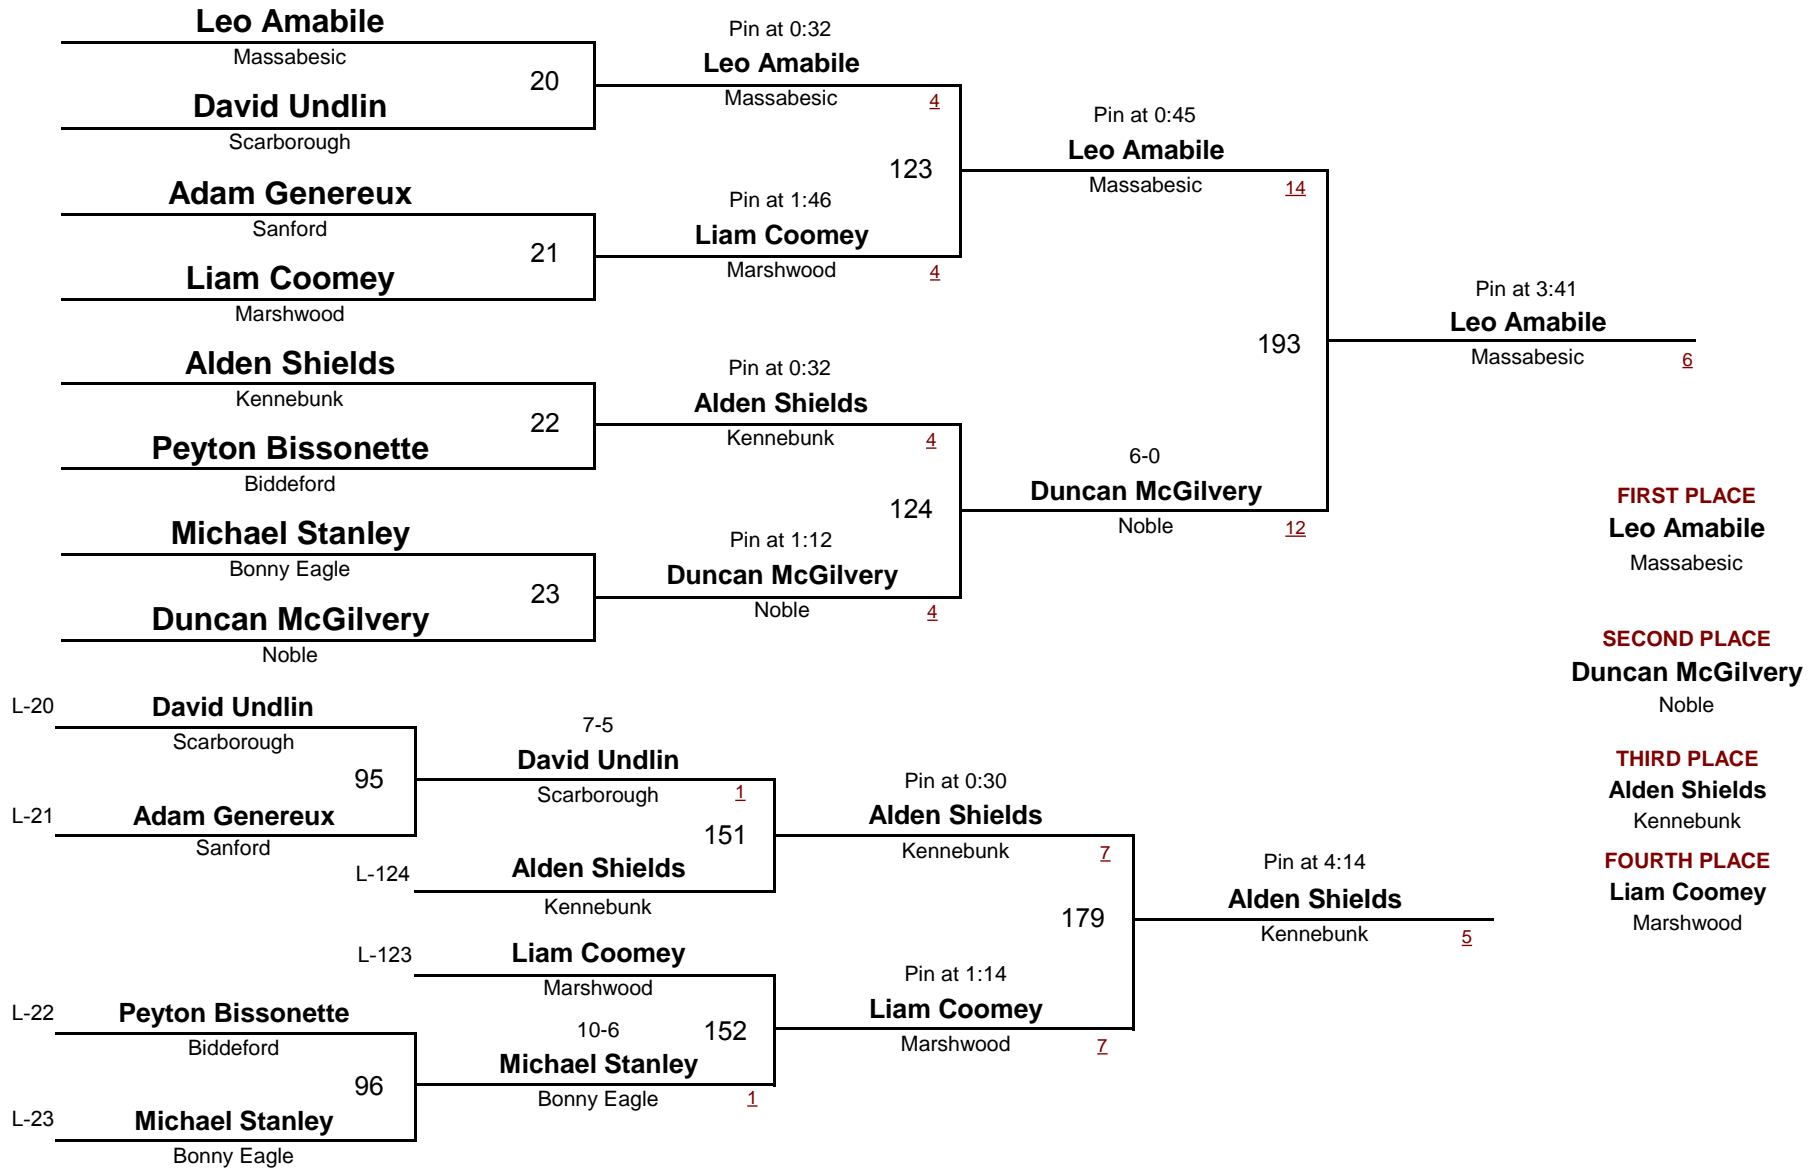 Leo Amabile
Massabesic
20
David Undlin
Scarborough
Pin at 0:32
Leo Amabile
Massabesic
4
Adam Genereux
Sanford
21
Liam Coomey
Marshwood
Pin at 1:46
Liam Coomey
Marshwood
4
123
Pin at 0:45
Leo Amabile
Massabesic
14
Alden Shields
Kennebunk
22
Peyton Bissonette
Biddeford
Pin at 0:32
Alden Shields
Kennebunk
4
Michael Stanley
Bonny Eagle
23
Duncan McGilvery
Noble
Pin at 1:12
Duncan McGilvery
Noble
4
124
6-0
Duncan McGilvery
Noble
12
193
Pin at 3:41
Leo Amabile
Massabesic
6
FIRST PLACE
Leo Amabile
Massabesic
SECOND PLACE
Duncan McGilvery
Noble
THIRD PLACE
Alden Shields
Kennebunk
FOURTH PLACE
Liam Coomey
Marshwood
L-20
David Undlin
Scarborough
95
L-21
Adam Genereux
Sanford
7-5
David Undlin
Scarborough
1
151
L-124
Alden Shields
Kennebunk
Pin at 0:30
Alden Shields
Kennebunk
7
L-123
Liam Coomey
Marshwood
152
L-22
Peyton Bissonette
Biddeford
96
L-23
Michael Stanley
Bonny Eagle
10-6
Michael Stanley
Bonny Eagle
1
Pin at 1:14
Liam Coomey
Marshwood
7
179
Pin at 4:14
Alden Shields
Kennebunk
5